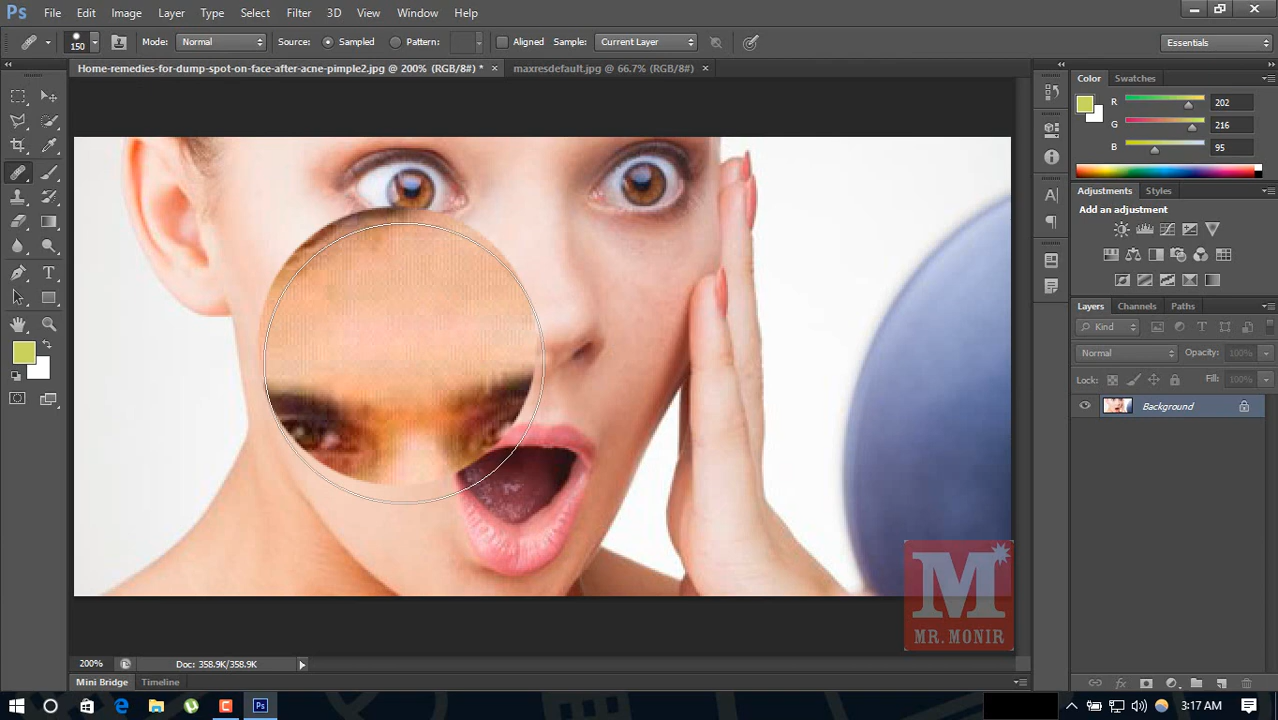 Ps File Edit Image Layer Type Select Filter 3D View Window Help
150 Mode: Normal Source: Sampled Pattern: Aligned Sample: Current Layer Essentials
Home-remedies-for-dump-spot-on-face-after-acne-pimple2.jpg @ 200% (RGB/8#) * × maxresdefault.jpg @ 66.7% (RGB/8#) ×
Color Swatches
R 202
G 216
B 95
Adjustments Styles
Add an adjustment
Layers Channels Paths
Kind
Normal Opacity: 100%
Lock: Fill: 100%
Background
M
MR. MONIR
200% Doc: 358.9K/358.9K
Mini Bridge Timeline
3:17 AM